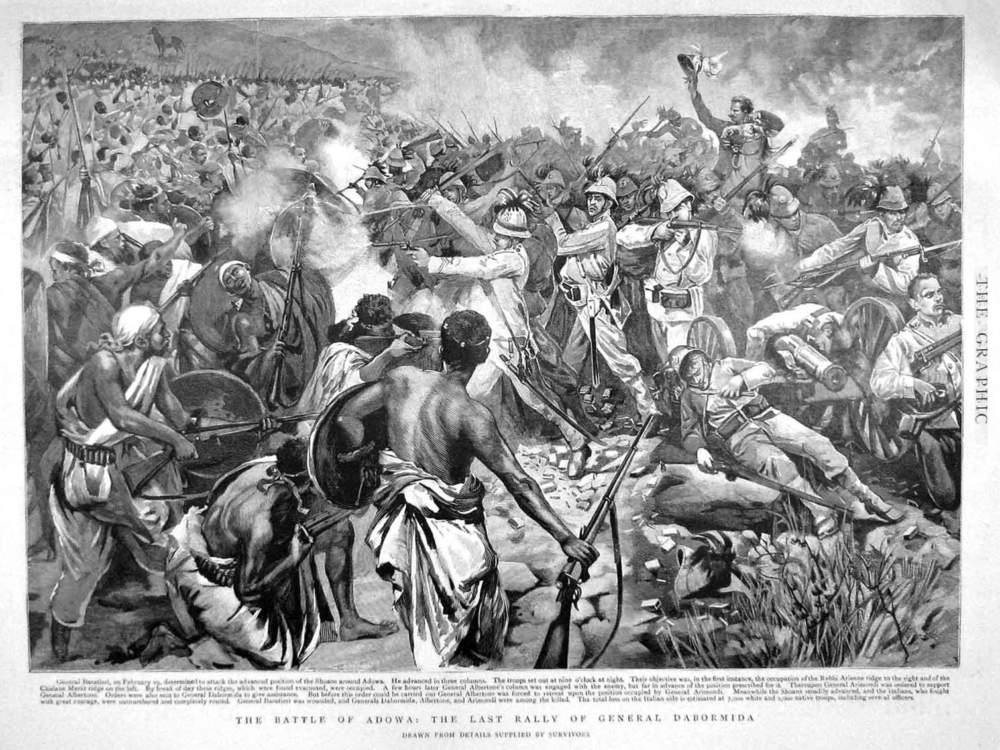 General Baratieri, on February 29, determined to attack the advanced position of the Shoans around Adowa. He advanced in three columns. The troops set out at nine o'clock at night. Their objective was, in the first instance, the occupation of the Rebbi Arienne ridge to the right and of the
Chidane Merat ridge on the left. By break of day these ridges, which were found evacuated, were occupied. A few hours later General Albertone's column was engaged with the enemy, but far in advance of the position prescribed for it. Thereupon General Arimondi was ordered to support
General Albertone. Orders were also sent to General Dabormida to give assistance. But before this order could be carried out General Albertone was forced to retreat upon the position occupied by General Arimondi. Meanwhile the Shoans steadily advanced, and the Italians, who fought
with great courage, were outnumbered and completely routed. General Baratieri was wounded, and Generals Dabormida, Albertone, and Arimondi were among the killed. The total loss on the Italian side is estimated at 7,000 white and 2,000 native troops, including several officers.
THE BATTLE OF ADOWA: THE LAST RALLY OF GENERAL DABORMIDA
DRAWN FROM DETAILS SUPPLIED BY SURVIVORS
THE GRAPHIC